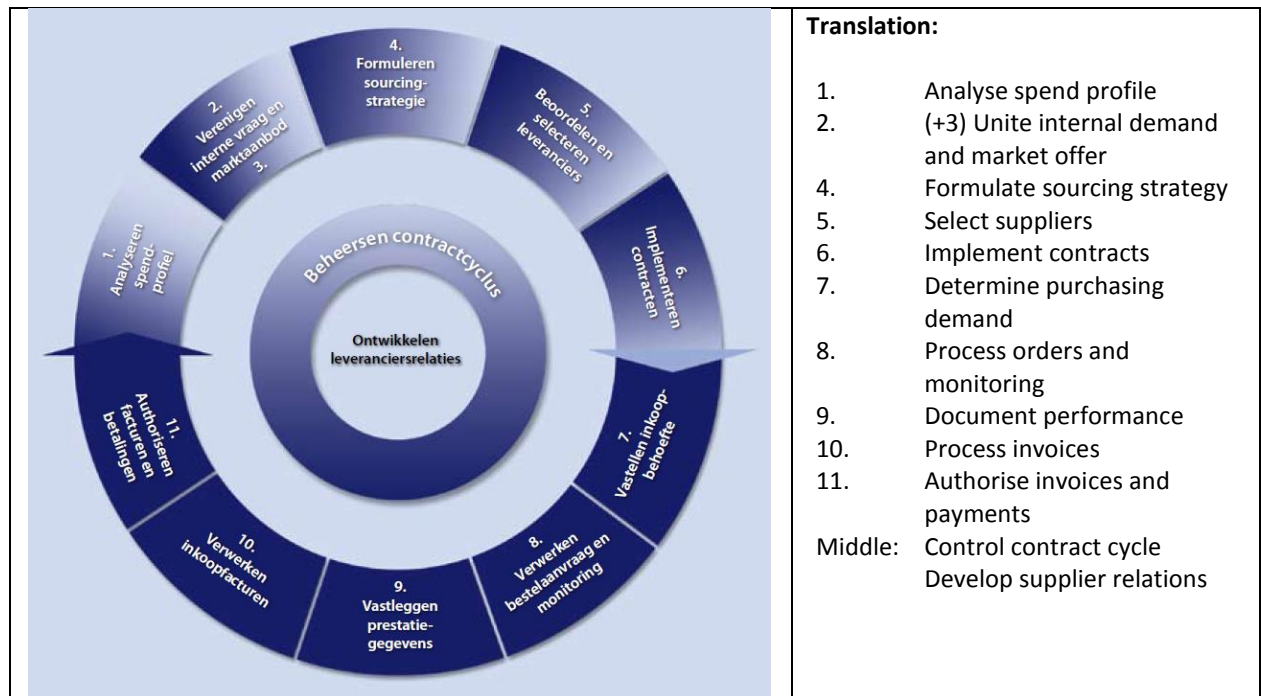 4.
Formuleren
sourcing-
strategie
5.
Beoordelen en
selecteren
leveranciers
6.
Implementeren
contracten
7.
Vastellen inkoop-
behoefte
8.
Verwerken
bestelaanvraag en
monitoring
9.
Vastleggen
prestatie-
gegevens
10.
Verwerken
inkoopfacturen
11.
Authoriseren
facturen en
betalingen
1.
Analyseren
spend-
profiel
2.
Verenigen
interne vraag en
marktaanbod
3.
Beheersen contractcyclus
Ontwikkelen
leveranciersrelaties
Translation:
1. Analyse spend profile
2. (+3) Unite internal demand
and market offer
4. Formulate sourcing strategy
5. Select suppliers
6. Implement contracts
7. Determine purchasing
demand
8. Process orders and
monitoring
9. Document performance
10. Process invoices
11. Authorise invoices and
payments
Middle: Control contract cycle
Develop supplier relations